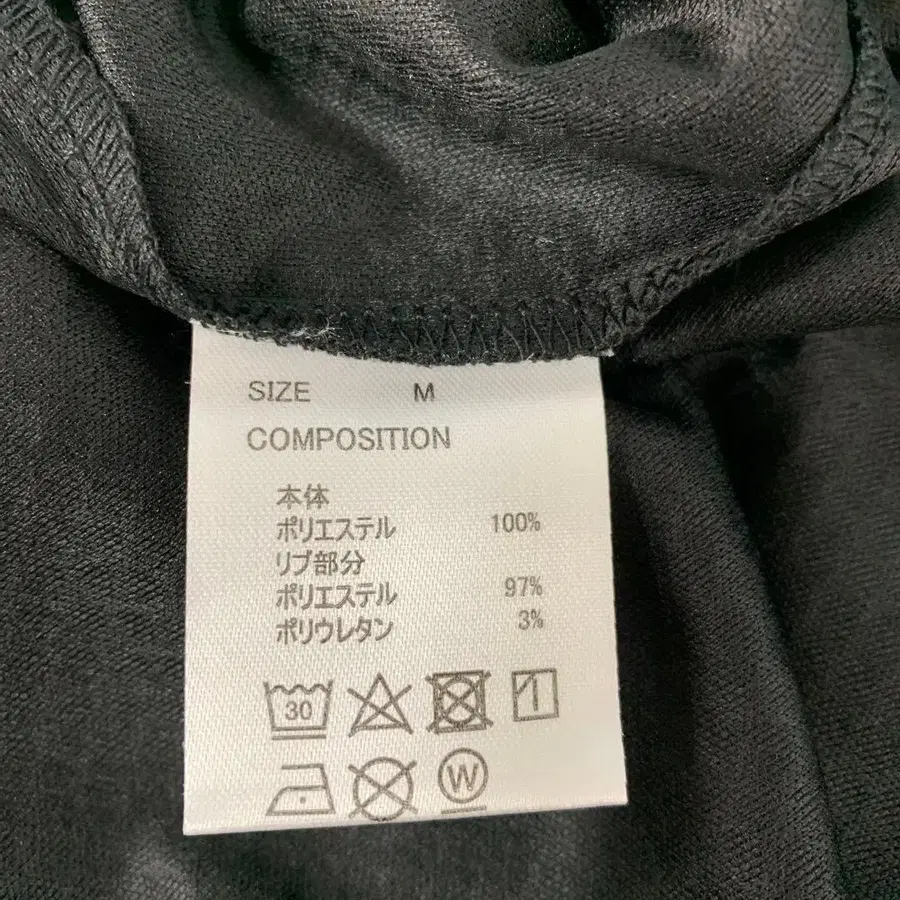 SIZE M
COMPOSITION
本体
ポリエステル 100%
リブ部分
ポリエステル 97%
ポリウレタン 3%
30
W